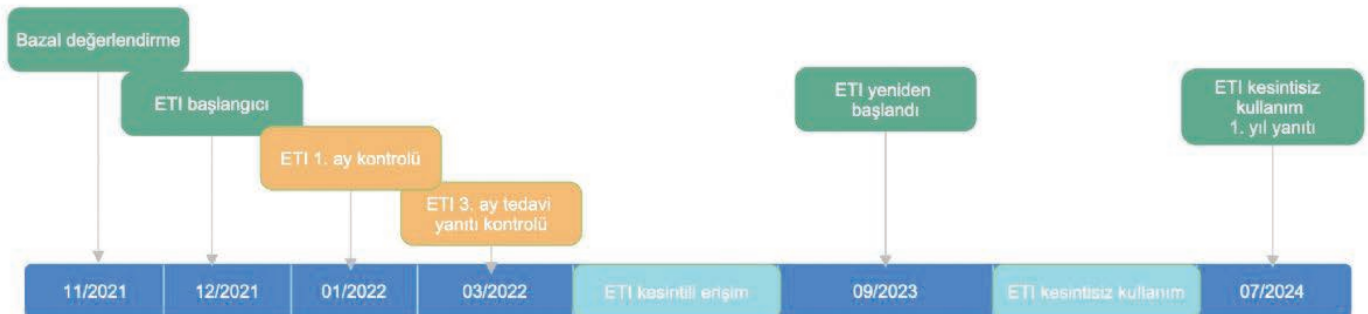 Bazal değerlendirme
ETI başlangıcı
ETI 1. ay kontrolü
ETI 3. ay tedavi
yanıtı kontrolü
ETI yeniden
başlandı
ETI kesintisiz
kullanım
1. yıl yanıtı
11/2021
12/2021
01/2022
03/2022
ETI kesintili erişim
09/2023
ETI kesintisiz kullanım
07/2024